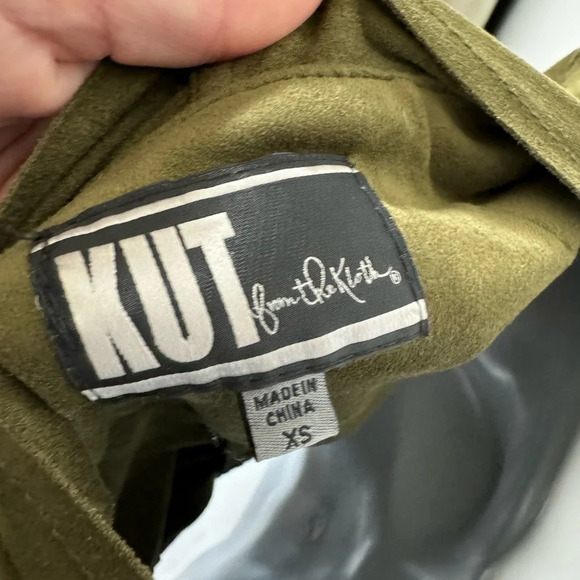 KUT from the Kloth®
MADE IN
CHINA
XS